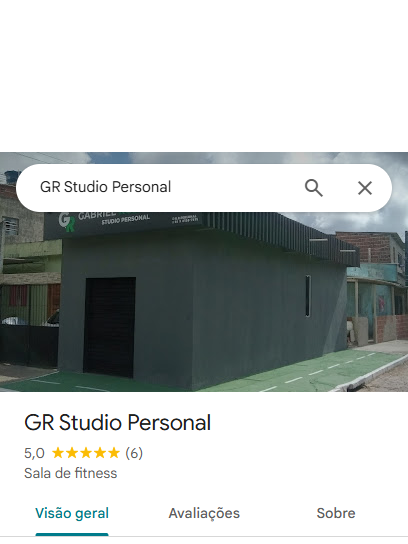 GR Studio Personal
GR
GABRIEL
STUDIO PERSONAL
GR Studio Personal
5,0 (6)
Sala de fitness
Visão geral
Avaliações
Sobre